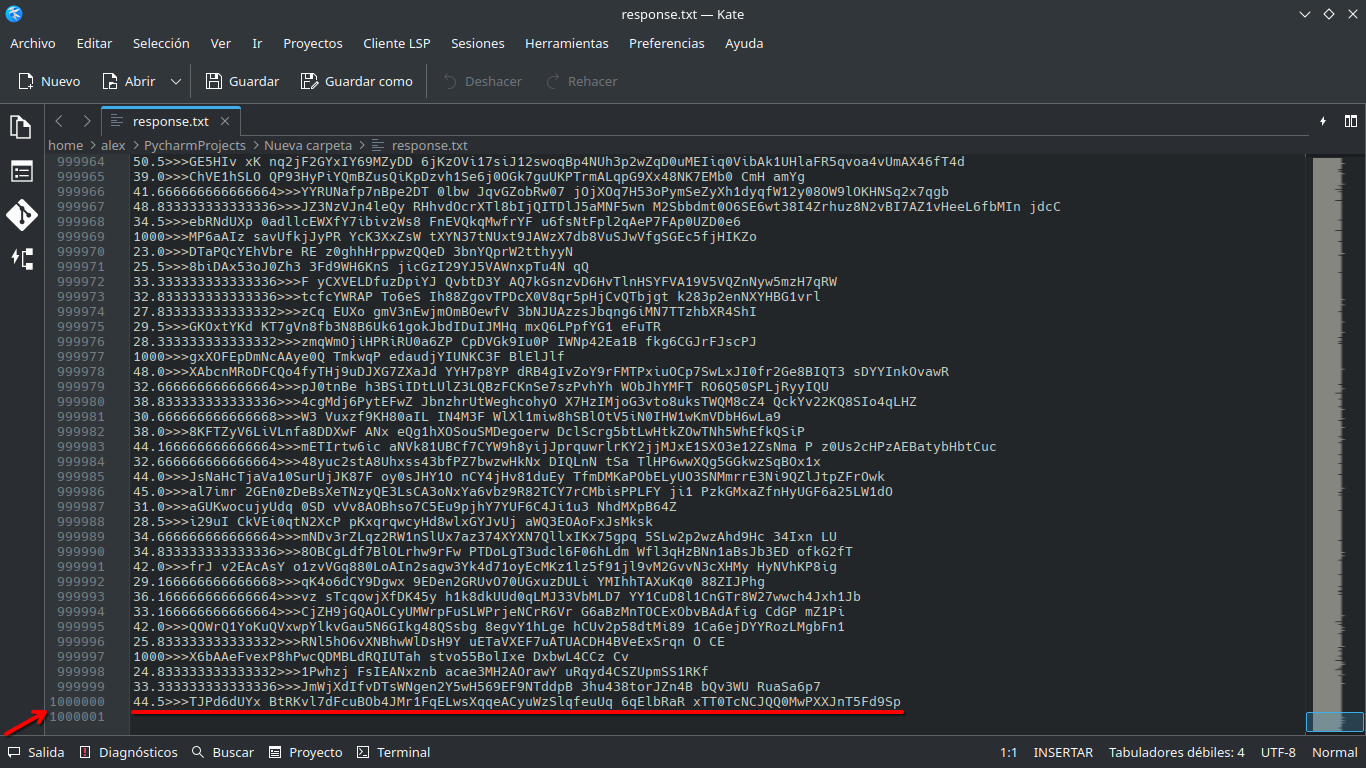 response.txt — Kate
Archivo Editar Selección Ver Ir Proyectos Cliente LSP Sesiones Herramientas Preferencias Ayuda
Nuevo Abrir Guardar Guardar como Deshacer Rehacer
response.txt
home > alex > PycharmProjects > Nueva carpeta > response.txt
999964 50.5>>>GE5HIv xK nq2jF2GYxIY69MZyDD 6jKzOVi17siJ12swoqBp4NUh3p2wZqD0uMEIiq0VibAk1UHlaFR5qvoa4vUmAX46fT4d
999965 39.0>>>ChVE1hSLO QP93HyPiYQmBZusQiKpDzvh1Se6j0OGk7guUKPTrmALqpG9Xx48NK7EMb0 CmH amYg
999966 41.666666666666664>>>YYRUNafp7nBpe2DT 0lbw JqvGZobRw07 jOjXOq7H53oPymSeZyXh1dyqfW12y08OW9lOKHNSq2x7qgb
999967 48.833333333333336>>>JZ3NzVJn4leQy RHhvdOcrXTl8bIjQITDlJ5aMNF5wn M2Sbbdmt0O6SE6wt38I4Zrhuz8N2vBI7AZ1vHeeL6fbMIn jdcC
999968 34.5>>>ebRNdUXp 0adllcEWXfY7ibivzWs8 FnEVQkqMwfrYF u6fsNtFpl2qAeP7FAp0UZD0e6
999969 1000>>>MP6aAIz savUfkjJyPR YcK3XxZsW tXYN37tNUxt9JAWzX7db8VuSJwVfgSGEc5fjHIKZo
999970 23.0>>>DTaPQcYEhVbre RE z0ghhHrppwzQQeD 3bnYQprW2tthyyN
999971 25.5>>>8biDAx53oJ0Zh3 3Fd9WH6KnS jicGzI29YJ5VAWnxpTu4N qQ
999972 33.333333333333336>>>F yCXVELDfuzDpiYJ QvbtD3Y AQ7kGsnzvD6HvTlnHSYFVA19V5VQZnNyw5mzH7qRW
999973 32.833333333333336>>>tcfcYWRAP To6eS Ih88ZgovTPDcX0V8qr5pHjCvQTbjgt k283p2enNXYHBG1vrl
999974 27.833333333333332>>>zCq EUXo gmV3nEwjmOmBOewfV 3bNJUAzzsJbqng6iMN7TTzhbXR4ShI
999975 29.5>>>GKOxtYKd KT7gVn8fb3N8B6Uk61gokJbdIDuIJMHq mxQ6LPpfYG1 eFuTR
999976 28.333333333333332>>>zmqWmOjiHPRiRU0a6ZP CpDVGk9Iu0P IWNp42Ea1B fkg6CGJrFJscPJ
999977 1000>>>gxXOFEpDmNcAAye0Q TmkwqP edaudjYIUNKC3F BlElJlf
999978 48.0>>>XAbcnMRoDFCQo4fyTHj9uDJXG7ZXaJd YYH7p8YP dRB4gIvZoY9rFMTPxiuOCp7SwLxJI0fr2Ge8BIQT3 sDYYInkOvawR
999979 32.666666666666664>>>pJ0tnBe h3BSiIDtLUlZ3LQBzFCKnSe7szPvhYh WObJhYMFT RO6Q50SPLjRyyIQU
999980 38.833333333333336>>>4cgMdj6PytEFwZ JbnzhrUtWeghcohyO X7HzIMjoG3vto8uksTWQM8cZ4 QckYv22KQ8SIo4qLHZ
999981 30.666666666666668>>>W3 Vuxzf9KH80aIL IN4M3F WlXl1miw8hSBlOtV5iN0IHW1wKmVDbH6wLa9
999982 38.0>>>8KFTZyV6LiVLnfa8DDXwF ANx eQg1hXOSouSMDegoerw DclScrg5btLwHtkZOwTNh5WhEfkQSiP
999983 44.166666666666664>>>mETIrtw6ic aNVk81UBCf7CYW9h8yijJprquwrlrKY2jjMJxE1SXO3e12ZsNma P z0Us2cHPzAEBatybHbtCuc
999984 32.666666666666664>>>48yuc2stA8Uhxss43bfPZ7bwzwHkNx DIQLnN tSa TlHP6wwXQg5GGkwzSqBOx1x
999985 44.0>>>JsNaHcTjaVa10SurUjJK87F oy0sJHY1O nCY4jHv81duEy TfmDMKaPObELyUO3SNMmrrE3Ni9QZlJtpZFrOwk
999986 45.0>>>al7imr 2GEn0zDeBsXeTNzyQE3LsCA3oNxYa6vbz9R82TCY7rCMbisPPLFY ji1 PzkGMxaZfnHyUGF6a25LW1dO
999987 31.0>>>aGUKwocujyUdq 0SD vVv8AOBhso7C5Eu9pjhY7YUF6C4Ji1u3 NhdMXpB64Z
999988 28.5>>>i29uI CkVEi0qtN2XcP pKxqrqwcyHd8wlxGYJvUj aWQ3EOAoFxJsMksk
999989 34.666666666666664>>>mNDv3rZLqz2RW1nSlUx7az374XYXN7QllxIKx75gpq 5SLw2p2wzAhd9Hc 34Ixn LU
999990 34.833333333333336>>>8OBCgLdf7BlOLrhw9rFw PTDoLgT3udcl6F06hLdm Wfl3qHzBNn1aBsJb3ED ofkG2fT
999991 42.0>>>frJ v2EAcAsY o1zvVGq880LoAIn2sagw3Yk4d71oyEcMKz1lz5f91jl9vM2GvvN3cXHMy HyNVhKP8ig
999992 29.166666666666668>>>qK4o6dCY9Dgwx 9EDen2GRUvO70UGxuzDULi YMIhhTAXuKq0 88ZIJPhg
999993 36.166666666666664>>>vz sTcqowjXfDK45y h1k8dkUUd0qLMJ33VbMLD7 YY1CuD8l1CnGTr8W27wwch4Jxh1Jb
999994 33.166666666666664>>>CjZH9jGQAOLCyUMWrpFuSLWPrjeNCrR6Vr G6aBzMnTOCExObvBAdAfig CdGP mZ1Pi
999995 42.0>>>QOWrQ1YoKuQVxwpYlkvGau5N6GIkg48QSsbg 8egvY1hLge hCUv2p58dtMi89 1Ca6ejDYYRozLMgbFn1
999996 25.833333333333332>>>RNl5hO6vXNBhwWlDsH9Y uETaVXEF7uATUACDH4BVeExSrqn O CE
999997 1000>>>X6bAAeFvexP8hPwcQDMBLdRQIUTah stvo55BolIxe DxbwL4CCz Cv
999998 24.833333333333332>>>1Pwhzj FsIEANxznb acae3MH2AOrawY uRqyd4CSZUpmSS1RKf
999999 33.333333333333336>>>JmWjXdIfvDTsWNgen2Y5wH569EF9NTddpB 3hu438torJZn4B bQv3WU RuaSa6p7
1000000 44.5>>>TJPd6dUYx BtRKvl7dFcuBOb4JMr1FqELwsXqqeACyuWzSlqfeuUq 6qElbRaR xTT0TcNCJQQ0MwPXXJnT5Fd9Sp
1000001
Salida Diagnósticos Buscar Proyecto Terminal 1:1 INSERTAR Tabuladores débiles: 4 UTF-8 Normal